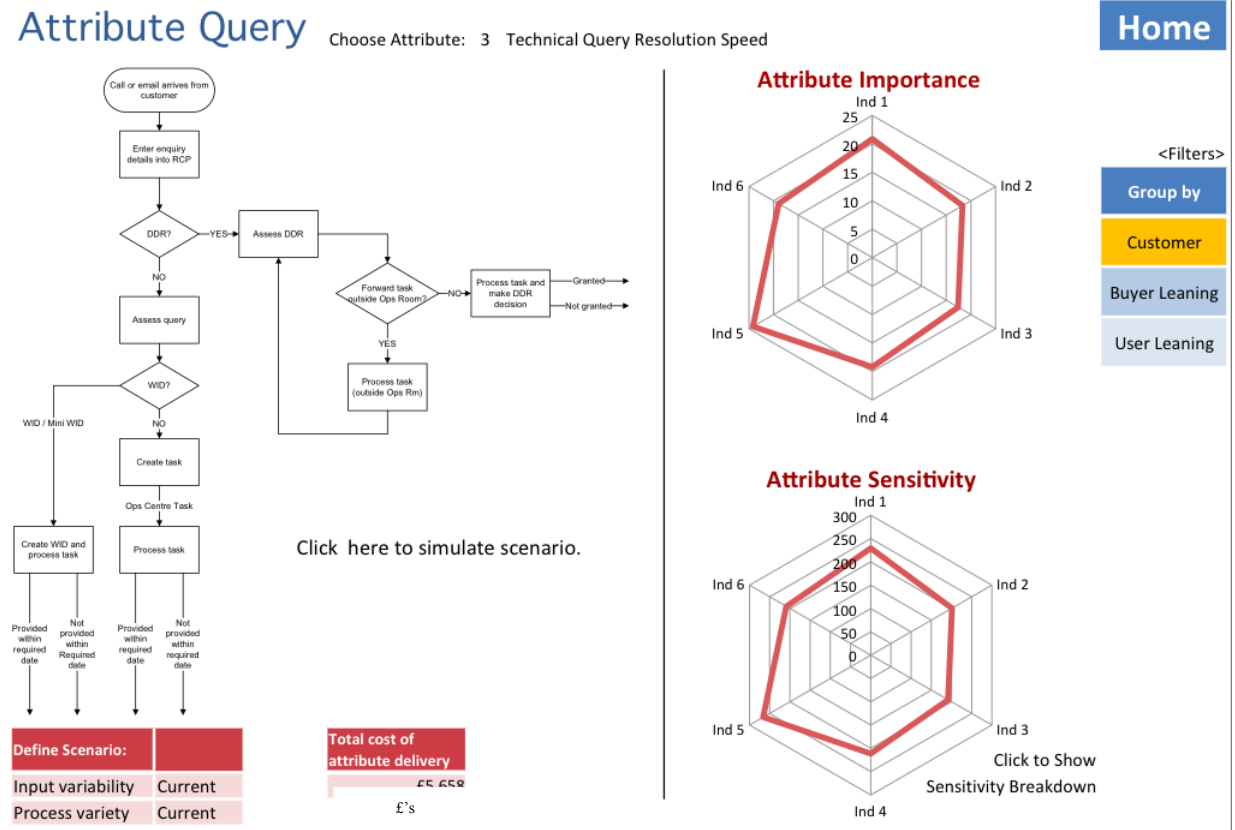 Attribute Query
Choose Attribute: 3 Technical Query Resolution Speed
Home
Call or email arrives from
customer
Enter enquiry
details into RCP
DDR?
YES
Assess DDR
NO
Forward task
outside Ops Room?
NO
Process task and
make DDR
decision
Granted
Not granted
Assess query
YES
Process task
(outside Ops Rm)
WID?
WID / Mini WID
NO
Create task
Ops Centre Task
Create WID and
process task
Process task
Provided
within
required
date
Not
provided
within
Required
date
Provided
within
required
date
Not
provided
within
required
date
Click here to simulate scenario.
Define Scenario:
Input variability Current
Process variety Current
Total cost of
attribute delivery
£5,658
£'s
Attribute Importance
Ind 1
25
20
15
10
5
0
Ind 2
Ind 3
Ind 4
Ind 5
Ind 6
<Filters>
Group by
Customer
Buyer Leaning
User Leaning
Attribute Sensitivity
Ind 1
300
250
200
150
100
50
0
Ind 2
Ind 3
Ind 4
Ind 5
Ind 6
Click to Show
Sensitivity Breakdown